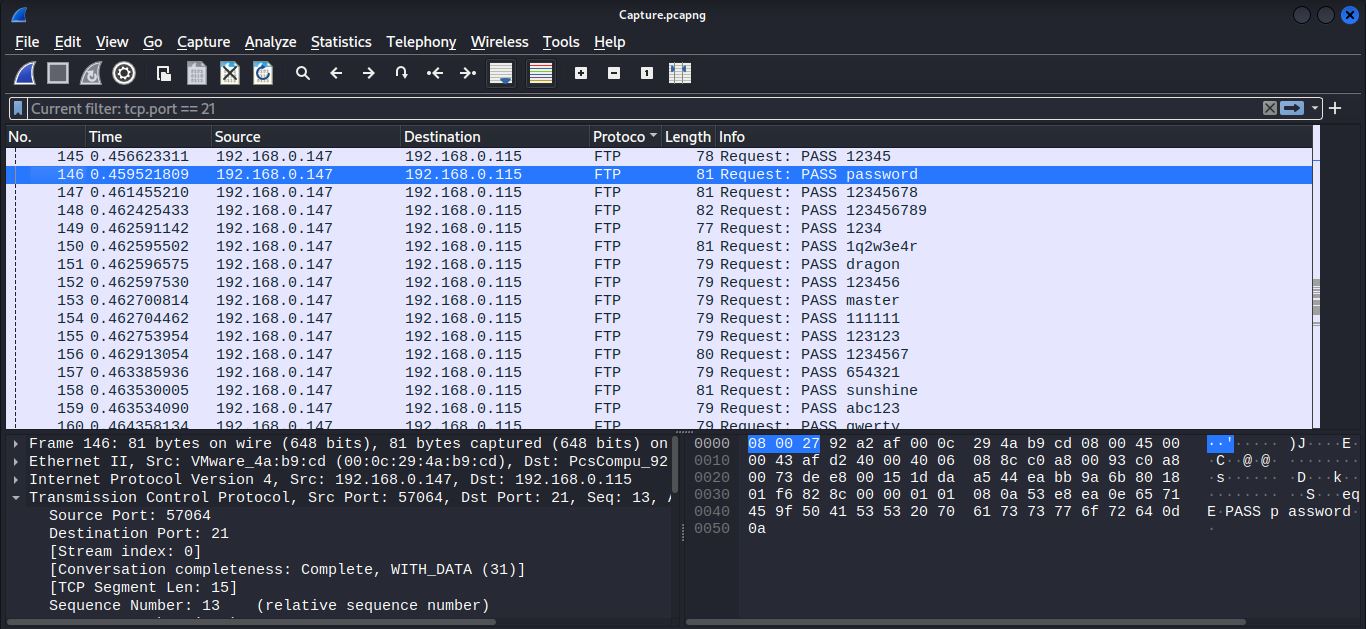 Capture.pcapng
File Edit View Go Capture Analyze Statistics Telephony Wireless Tools Help
Current filter: tcp.port == 21
No. Time Source Destination Protoco Length Info
145 0.456623311 192.168.0.147 192.168.0.115 FTP 78 Request: PASS 12345
146 0.459521809 192.168.0.147 192.168.0.115 FTP 81 Request: PASS password
147 0.461455210 192.168.0.147 192.168.0.115 FTP 81 Request: PASS 12345678
148 0.462425433 192.168.0.147 192.168.0.115 FTP 82 Request: PASS 123456789
149 0.462591142 192.168.0.147 192.168.0.115 FTP 77 Request: PASS 1234
150 0.462595502 192.168.0.147 192.168.0.115 FTP 81 Request: PASS 1q2w3e4r
151 0.462596575 192.168.0.147 192.168.0.115 FTP 79 Request: PASS dragon
152 0.462597530 192.168.0.147 192.168.0.115 FTP 79 Request: PASS 123456
153 0.462700814 192.168.0.147 192.168.0.115 FTP 79 Request: PASS master
154 0.462704462 192.168.0.147 192.168.0.115 FTP 79 Request: PASS 111111
155 0.462753954 192.168.0.147 192.168.0.115 FTP 79 Request: PASS 123123
156 0.462913054 192.168.0.147 192.168.0.115 FTP 80 Request: PASS 1234567
157 0.463385936 192.168.0.147 192.168.0.115 FTP 79 Request: PASS 654321
158 0.463530005 192.168.0.147 192.168.0.115 FTP 81 Request: PASS sunshine
159 0.463534090 192.168.0.147 192.168.0.115 FTP 79 Request: PASS abc123
160 0.464358134 192.168.0.147 192.168.0.115 FTP 79 Request: PASS qwerty
Frame 146: 81 bytes on wire (648 bits), 81 bytes captured (648 bits) on
Ethernet II, Src: VMware_4a:b9:cd (00:0c:29:4a:b9:cd), Dst: PcsCompu_92
Internet Protocol Version 4, Src: 192.168.0.147, Dst: 192.168.0.115
Transmission Control Protocol, Src Port: 57064, Dst Port: 21, Seq: 13,
Source Port: 57064
Destination Port: 21
[Stream index: 0]
[Conversation completeness: Complete, WITH_DATA (31)]
[TCP Segment Len: 15]
Sequence Number: 13 (relative sequence number)
0000 08 00 27 92 a2 af 00 0c 29 4a b9 cd 08 00 45 00 ··'····· )J····E·
0010 00 43 af d2 40 00 40 06 08 8c c0 a8 00 93 c0 a8 ·C··@·@· ········
0020 00 73 de e8 00 15 1d da a5 44 ea bb 9a 6b 80 18 ·s······ ·D···k··
0030 01 f6 82 8c 00 00 01 01 08 0a 53 e8 ea 0e 65 71 ········ ··S···eq
0040 45 9f 50 41 53 53 20 70 61 73 73 77 6f 72 64 0d E·PASS p assword·
0050 0a ·